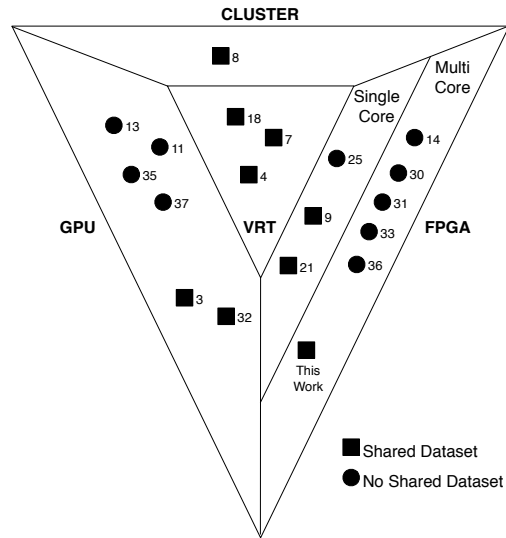 CLUSTER
8
Multi
Core
Single
Core
18
13
7
14
11
25
4
35
30
37
31
9
GPU
VRT
FPGA
33
21
36
3
32
This
Work
Shared Dataset
No Shared Dataset